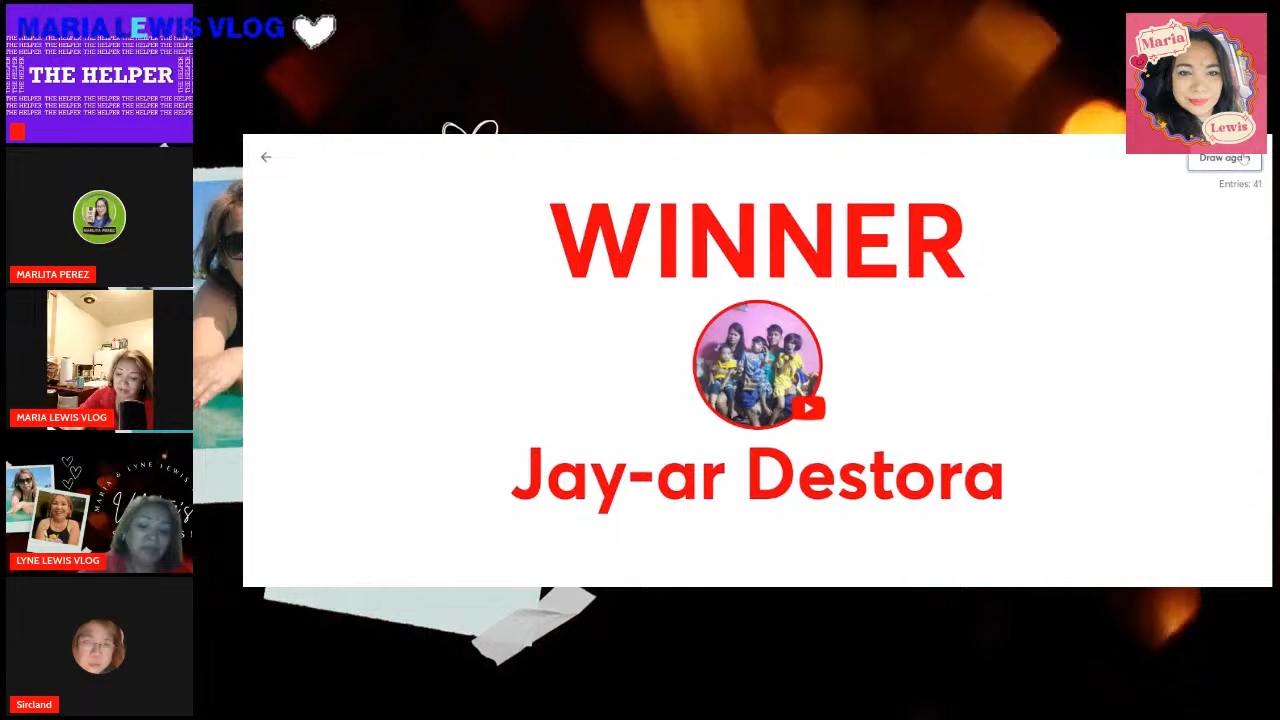 MARIA LEWIS VLOG
THE HELPER
MARLITA PEREZ
MARIA LEWIS VLOG
LYNE LEWIS VLOG
Sircland
Maria
Lewis
Draw again
Entries: 41
WINNER
Jay-ar Destora